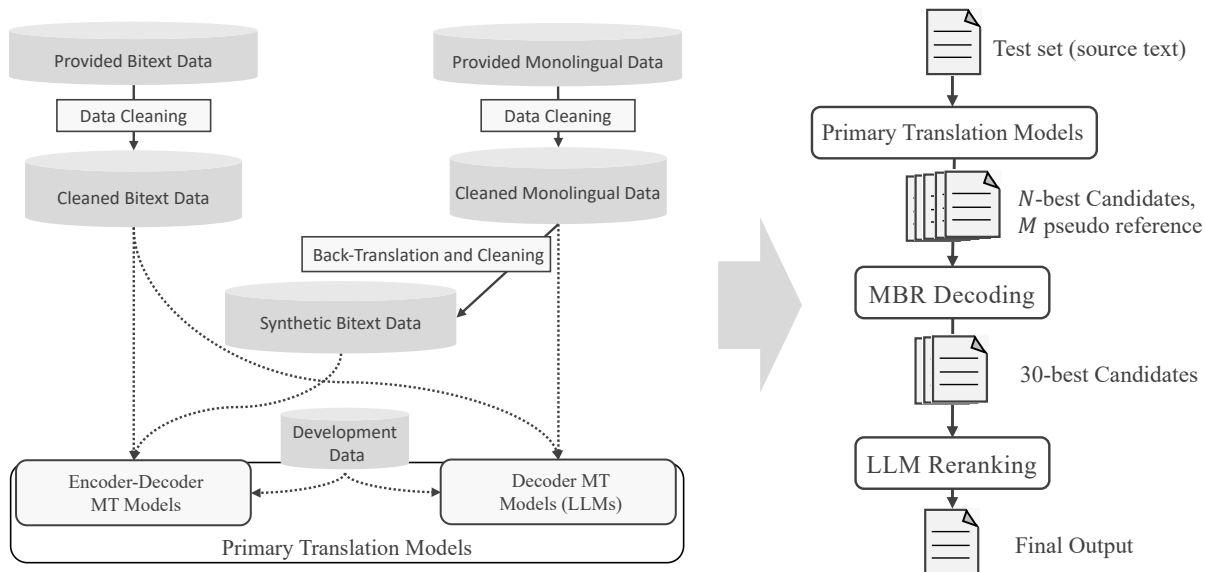 Provided Bitext Data
Provided Monolingual Data
Data Cleaning
Data Cleaning
Cleaned Bitext Data
Cleaned Monolingual Data
Back-Translation and Cleaning
Synthetic Bitext Data
Development
Data
Encoder-Decoder
MT Models
Decoder MT
Models (LLMs)
Primary Translation Models
Test set (source text)
Primary Translation Models
N-best Candidates,
M pseudo reference
MBR Decoding
30-best Candidates
LLM Reranking
Final Output